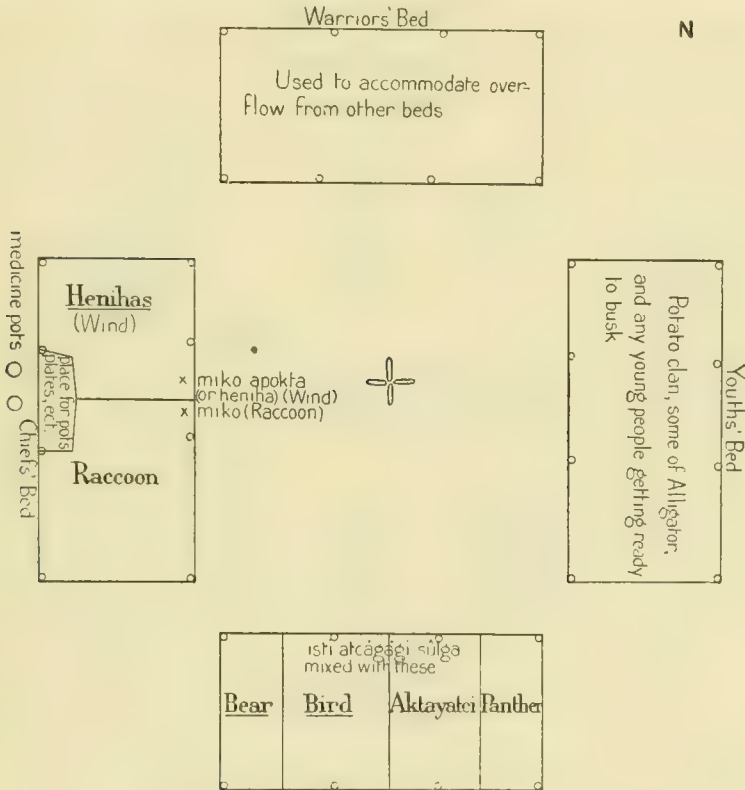 Warriors' Bed
N
Used to accommodate over-
flow from other beds
medicine pots
Chiefs' Bed
Henihas
(Wind)
place for pots
plates, ect.
Raccoon
x miko apokta
(or heniha) (Wind)
x miko (Raccoon)
Potato clan, some of Alligator,
and any young people getting ready
to busk
Youths' Bed
isti atcågagi sûlga
mixed with these
Bear
Bird
Aktayatci
Panther